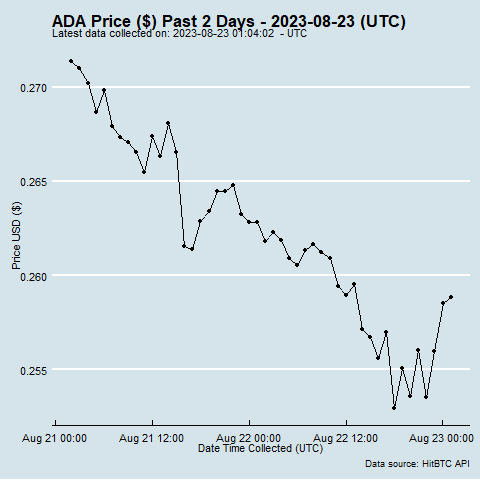 ADA Price ($) Past 2 Days - 2023-08-23 (UTC)
Latest data collected on: 2023-08-23 01:04:02  - UTC
0.270
0.265
0.260
0.255
Price USD ($)
Aug 21 00:00 Aug 21 12:00 Aug 22 00:00 Aug 22 12:00 Aug 23 00:00
Date Time Collected (UTC)
Data source: HitBTC API